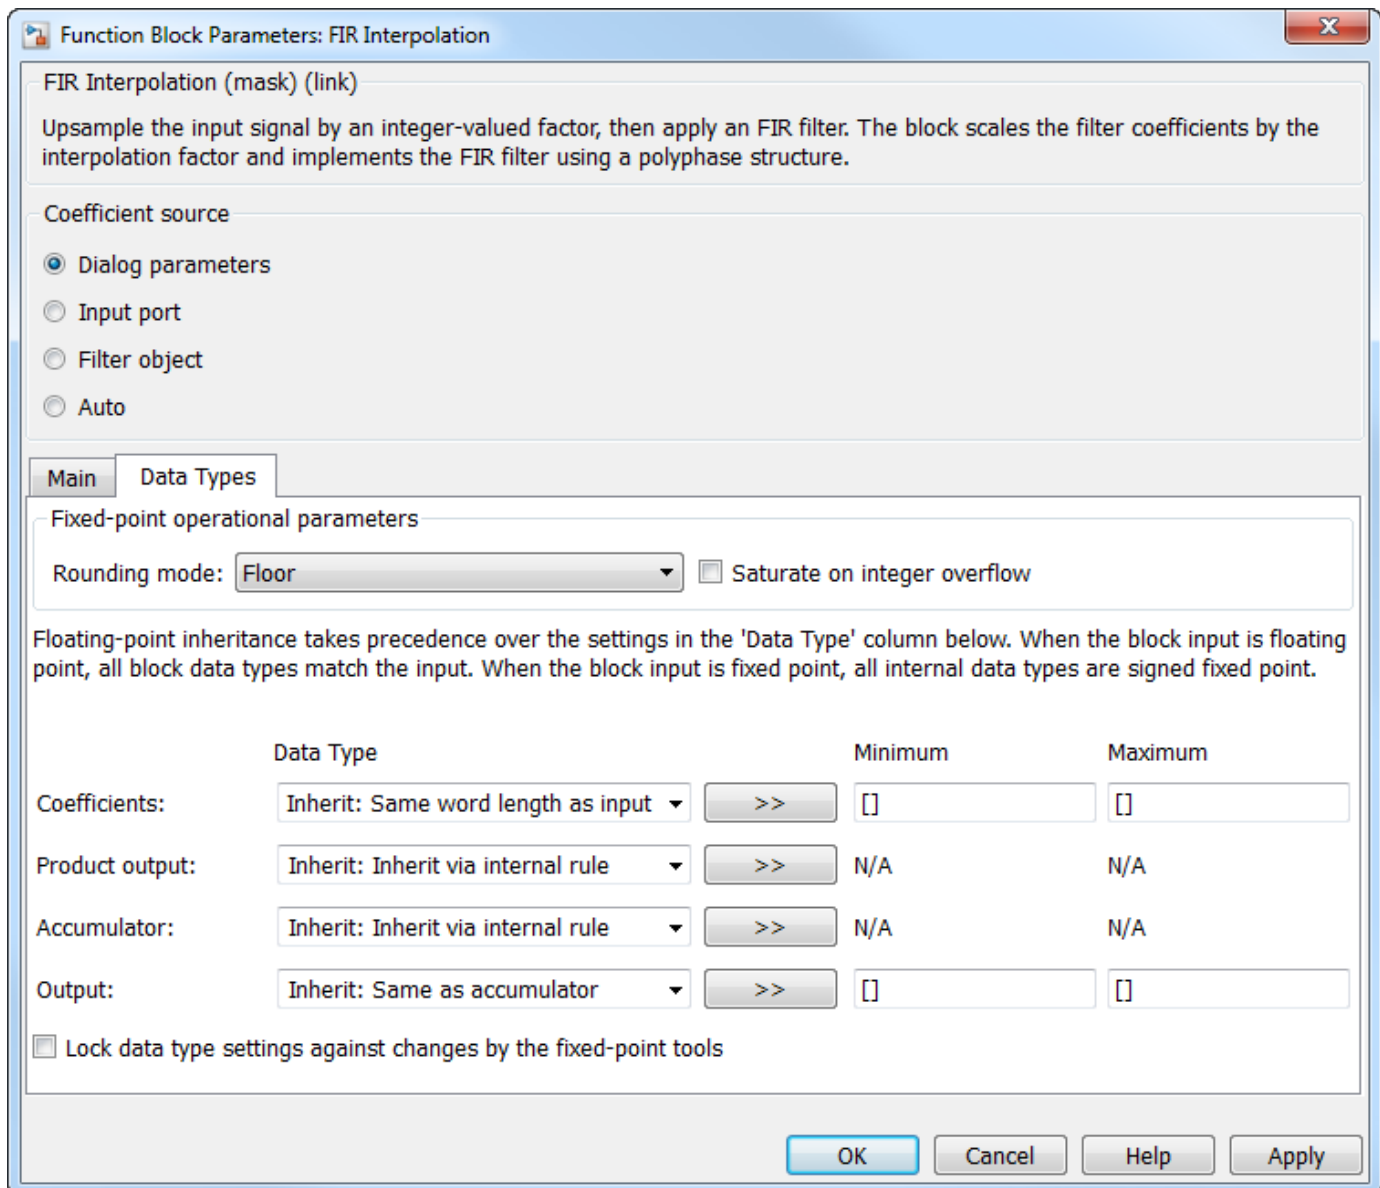 Function Block Parameters: FIR Interpolation
X
FIR Interpolation (mask) (link)
Upsample the input signal by an integer-valued factor, then apply an FIR filter. The block scales the filter coefficients by the
interpolation factor and implements the FIR filter using a polyphase structure.
Coefficient source
Dialog parameters
Input port
Filter object
Auto
Main Data Types
Fixed-point operational parameters
Rounding mode: Floor Saturate on integer overflow
Floating-point inheritance takes precedence over the settings in the 'Data Type' column below. When the block input is floating
point, all block data types match the input. When the block input is fixed point, all internal data types are signed fixed point.
Data Type Minimum Maximum
Coefficients: Inherit: Same word length as input >> [] []
Product output: Inherit: Inherit via internal rule >> N/A N/A
Accumulator: Inherit: Inherit via internal rule >> N/A N/A
Output: Inherit: Same as accumulator >> [] []
Lock data type settings against changes by the fixed-point tools
OK Cancel Help Apply